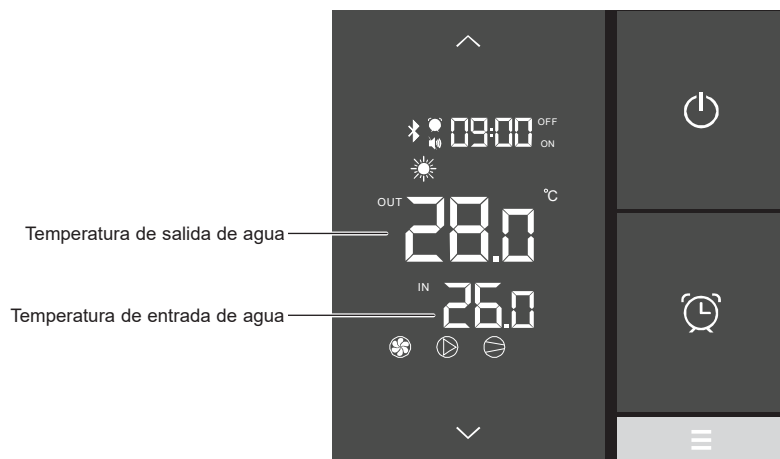 09:00 OFF
ON
OUT 28.0 °C
Temperatura de salida de agua
IN 26.0
Temperatura de entrada de agua